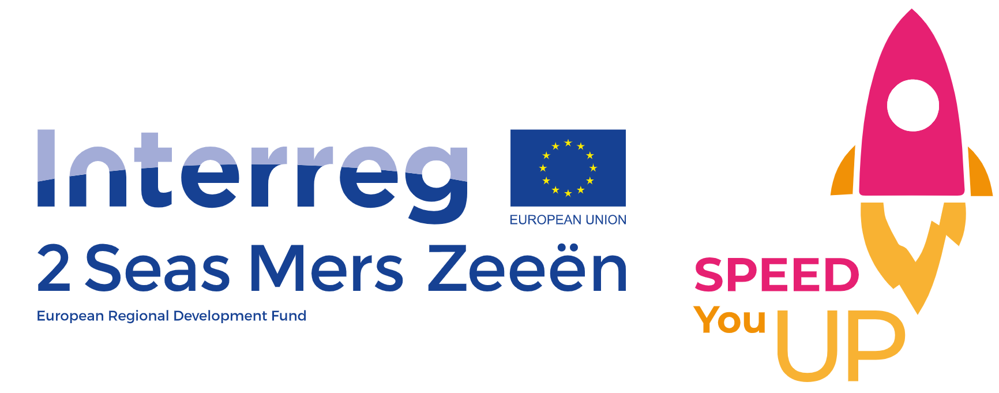 Interreg
EUROPEAN UNION
2 Seas Mers Zeeën
European Regional Development Fund
SPEED
You UP